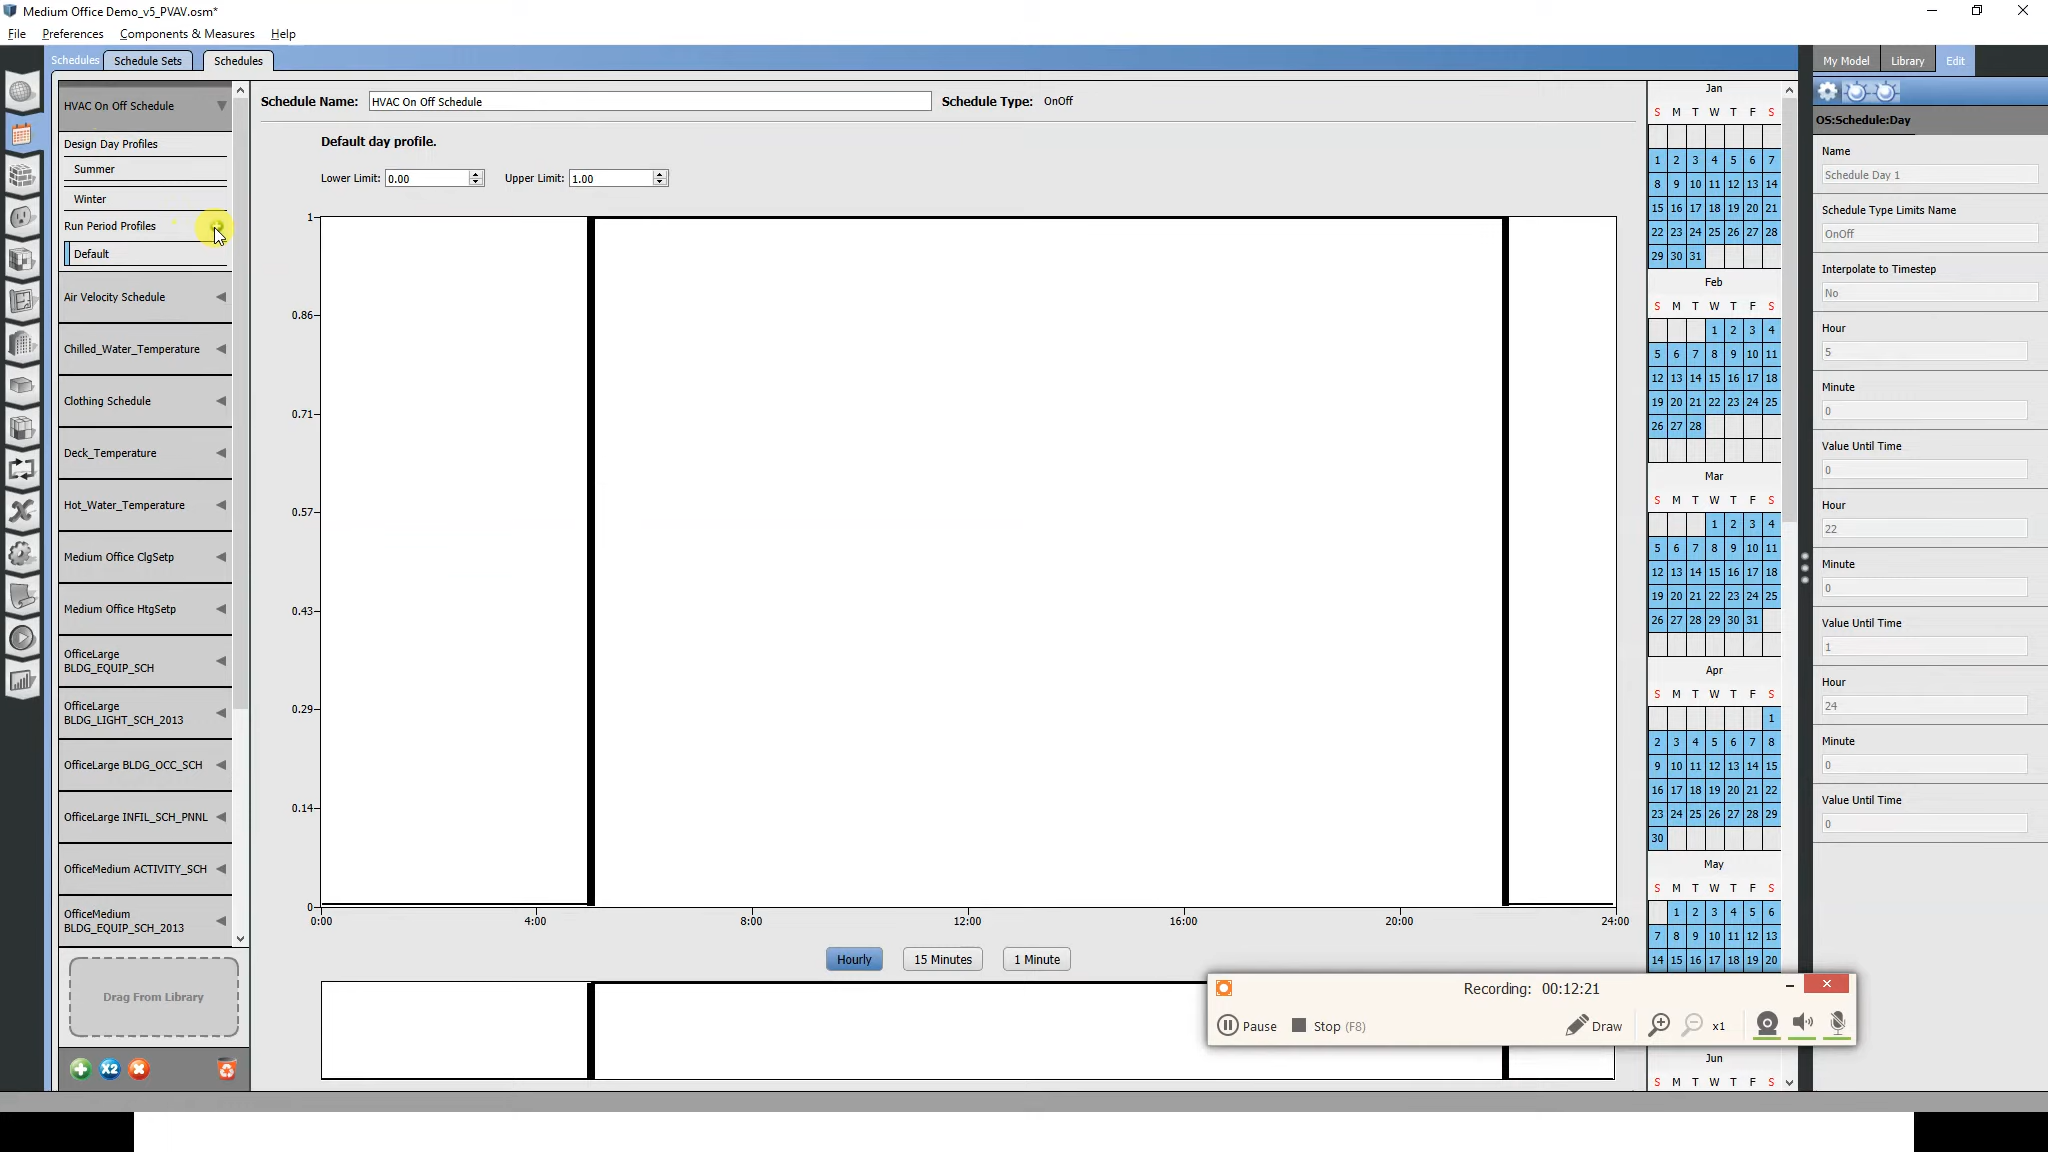 Medium Office Demo_v5_PVAV.osm*
File Preferences Components & Measures Help
Schedules Schedule Sets Schedules
My Model Library Edit
HVAC On Off Schedule
Design Day Profiles
Summer
Winter
Run Period Profiles
Default
Air Velocity Schedule
Chilled_Water_Temperature
Clothing Schedule
Deck_Temperature
Hot_Water_Temperature
Medium Office ClgSetp
Medium Office HtgSetp
OfficeLarge
BLDG_EQUIP_SCH
OfficeLarge
BLDG_LIGHT_SCH_2013
OfficeLarge BLDG_OCC_SCH
OfficeLarge INFIL_SCH_PNNL
OfficeMedium ACTIVITY_SCH
OfficeMedium
BLDG_EQUIP_SCH_2013
Drag From Library
X2
Schedule Name: HVAC On Off Schedule Schedule Type: OnOff
Default day profile.
Lower Limit: 0.00 Upper Limit: 1.00
1
0.86
0.71
0.57
0.43
0.29
0.14
0
0:00 4:00 8:00 12:00 16:00 20:00 24:00
Hourly 15 Minutes 1 Minute
Jan
S M T W T F S
1 2 3 4 5 6 7
8 9 10 11 12 13 14
15 16 17 18 19 20 21
22 23 24 25 26 27 28
29 30 31
Feb
S M T W T F S
1 2 3 4
5 6 7 8 9 10 11
12 13 14 15 16 17 18
19 20 21 22 23 24 25
26 27 28
Mar
S M T W T F S
1 2 3 4
5 6 7 8 9 10 11
12 13 14 15 16 17 18
19 20 21 22 23 24 25
26 27 28 29 30 31
Apr
S M T W T F S
1
2 3 4 5 6 7 8
9 10 11 12 13 14 15
16 17 18 19 20 21 22
23 24 25 26 27 28 29
30
May
S M T W T F S
1 2 3 4 5 6
7 8 9 10 11 12 13
14 15 16 17 18 19 20
Jun
S M T W T F S
Recording: 00:12:21
Pause Stop (F8) Draw x1
OS:Schedule:Day
Name
Schedule Day 1
Schedule Type Limits Name
OnOff
Interpolate to Timestep
No
Hour
5
Minute
0
Value Until Time
0
Hour
22
Minute
0
Value Until Time
1
Hour
24
Minute
0
Value Until Time
0